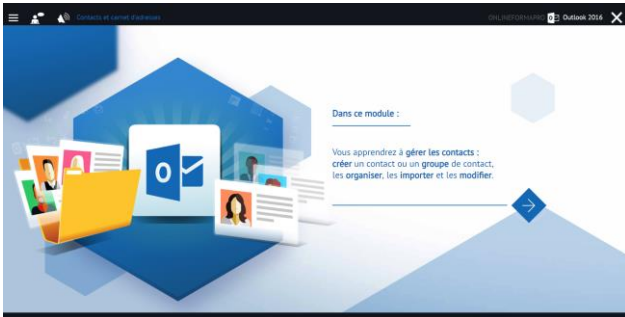 Contacts et carnet d'adresses
ONLINEFORMAPRO Outlook 2016
Dans ce module :
Vous apprendrez à gérer les contacts :
créer un contact ou un groupe de contact,
les organiser, les importer et les modifier.